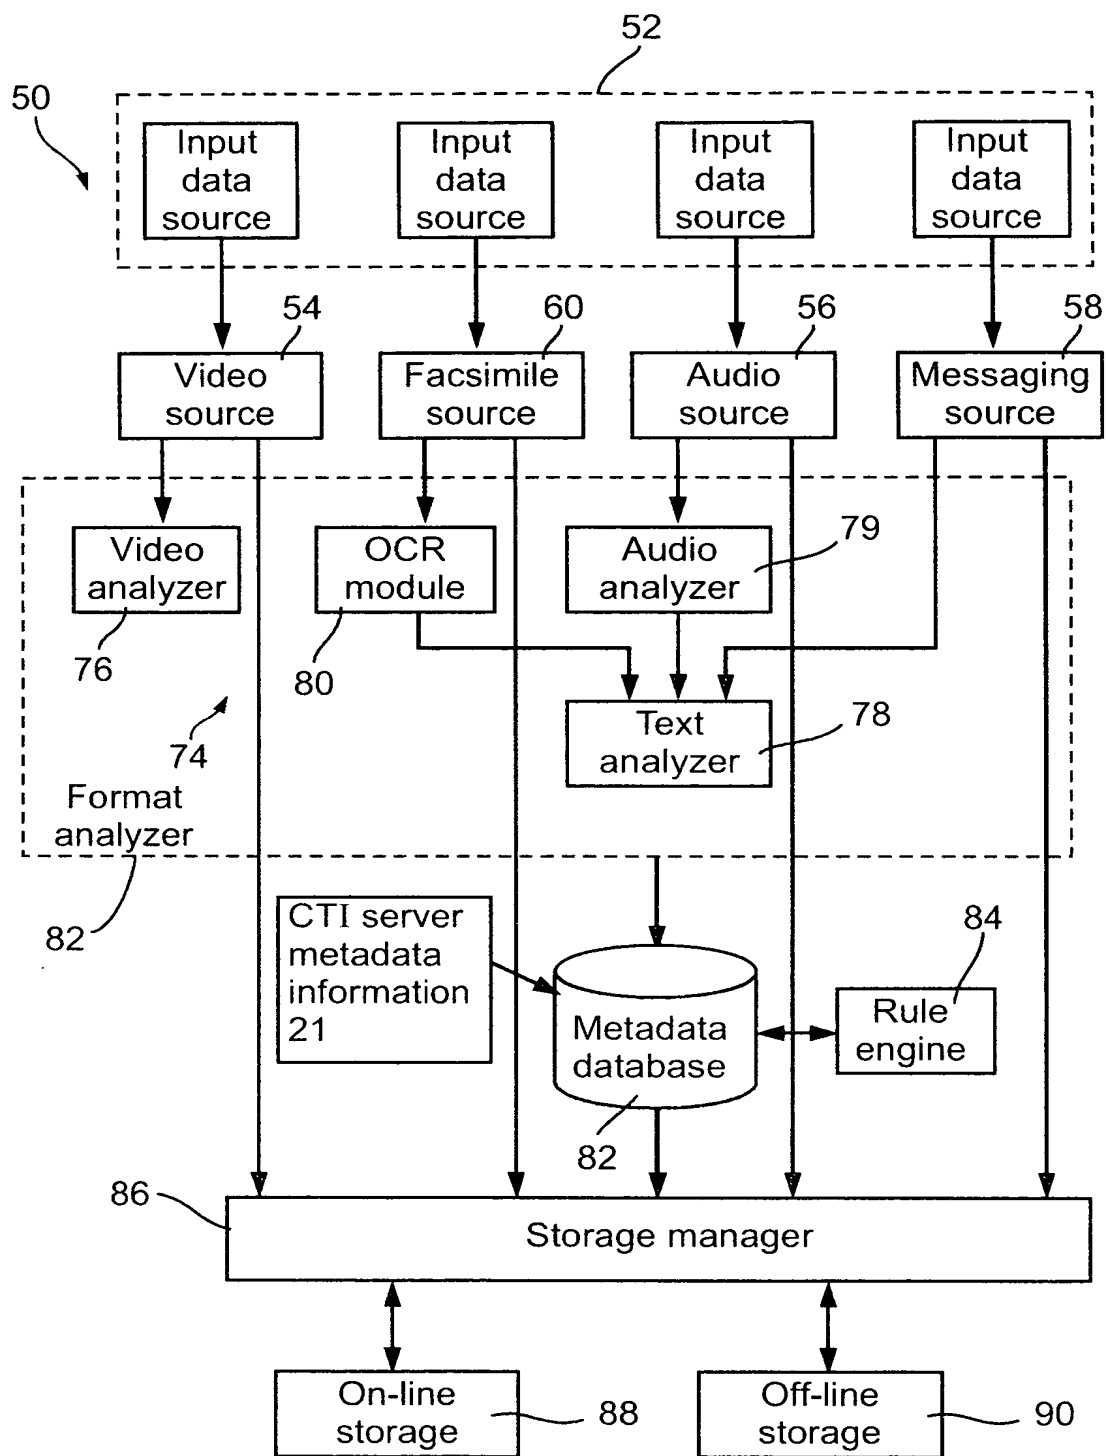 52
50
Input
data
source
Input
data
source
Input
data
source
Input
data
source
54
60
56
58
Video
source
Facsimile
source
Audio
source
Messaging
source
Video
analyzer
OCR
module
Audio
analyzer
79
76
80
Text
analyzer
78
74
Format
analyzer
82
CTI server
metadata
information
21
Metadata
database
82
84
Rule
engine
86
Storage manager
On-line
storage
88
Off-line
storage
90